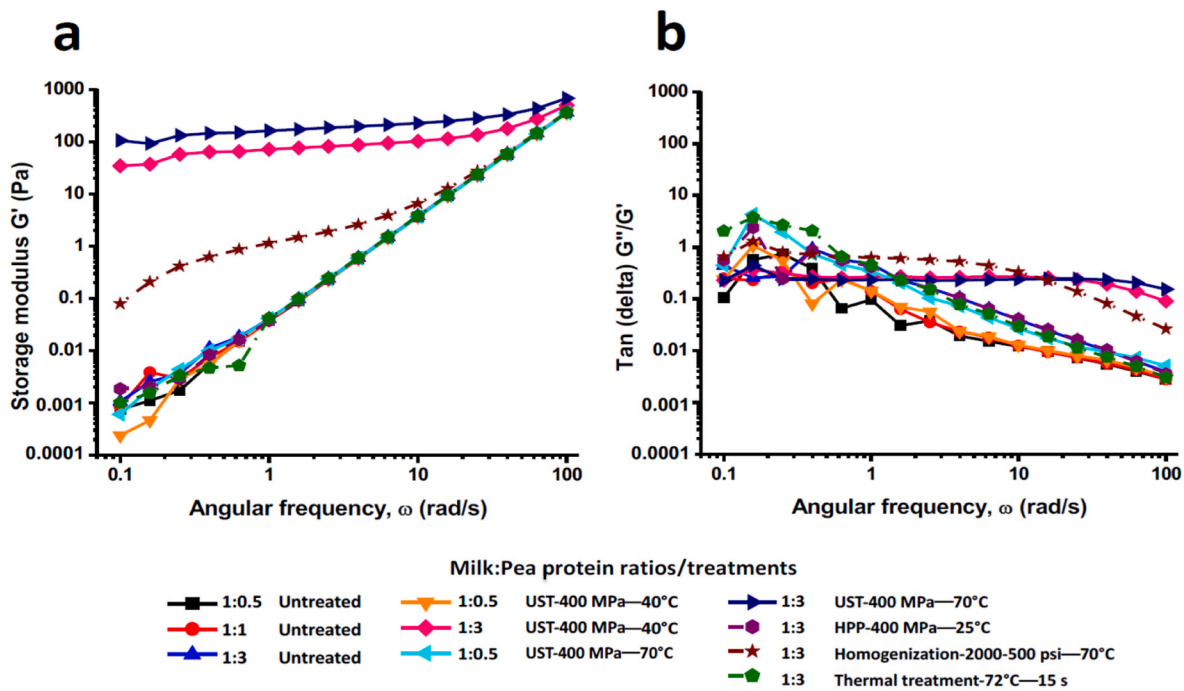 a
b
1000
100
10
1
0.1
0.01
0.001
0.0001
Storage modulus G' (Pa)
0.1 1 10 100
Angular frequency, ω (rad/s)
1000
100
10
1
0.1
0.01
0.001
0.0001
Tan (delta) G''/G'
0.1 1 10 100
Angular frequency, ω (rad/s)
Milk:Pea protein ratios/treatments
1:0.5 Untreated
1:1 Untreated
1:3 Untreated
1:0.5 UST-400 MPa—40°C
1:3 UST-400 MPa—40°C
1:0.5 UST-400 MPa—70°C
1:3 UST-400 MPa—70°C
1:3 HPP-400 MPa—25°C
1:3 Homogenization-2000-500 psi—70°C
1:3 Thermal treatment-72°C—15 s